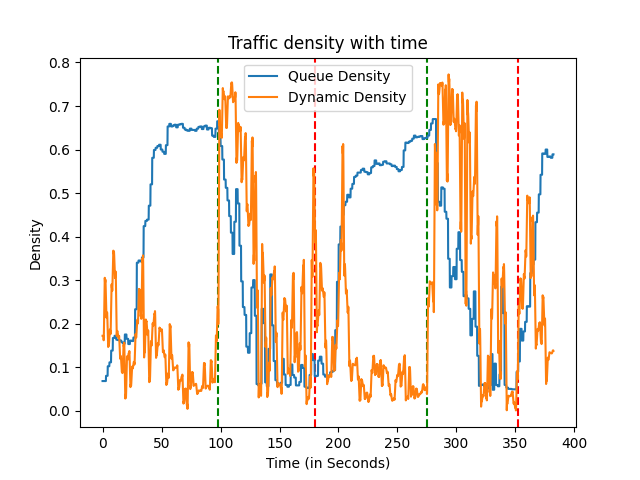 Traffic density with time
Queue Density
Dynamic Density
Density
0.8
0.7
0.6
0.5
0.4
0.3
0.2
0.1
0.0
0 50 100 150 200 250 300 350 400
Time (in Seconds)